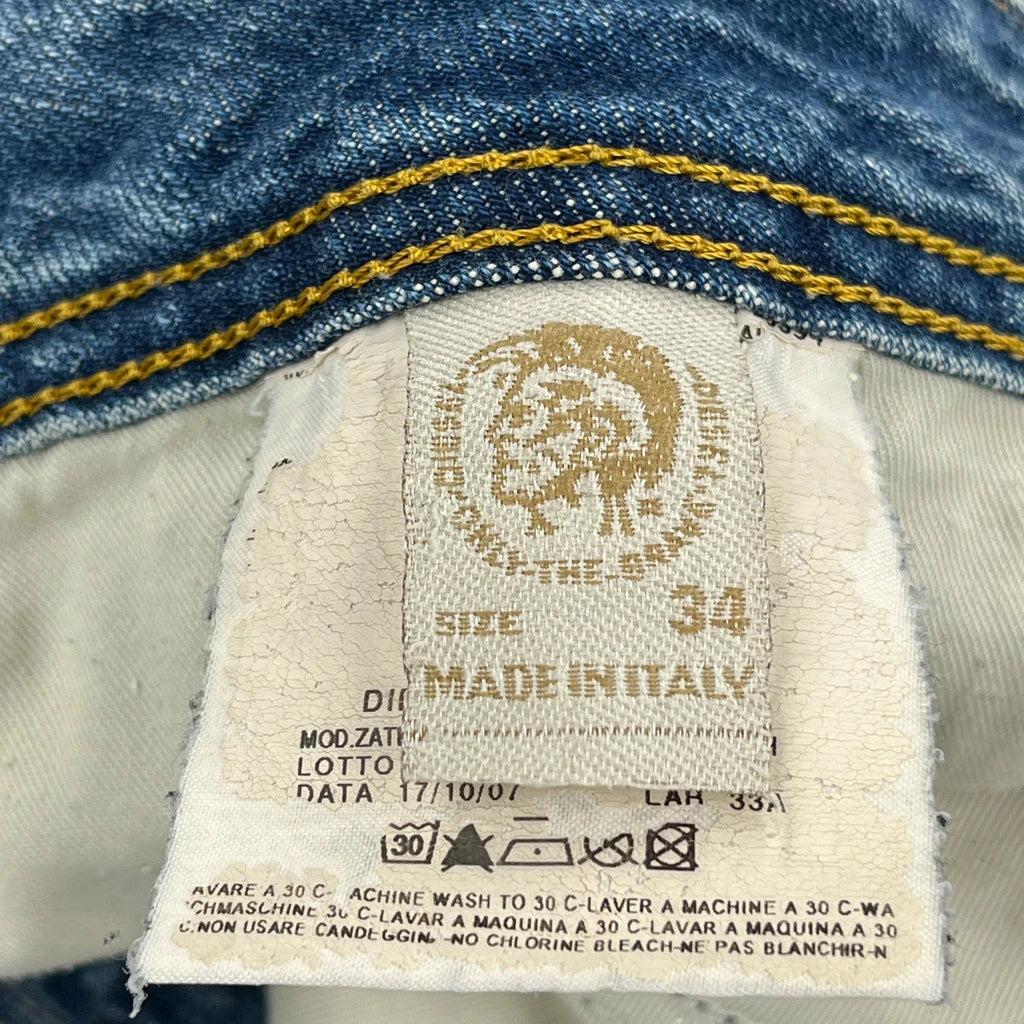 DIESEL
ONLY-THE-BRAVE
SIZE 34
MADE IN ITALY
DI
MOD.ZATH
LOTTO
DATA 17/10/07 LAR 33A
30
AVARE A 30 C- ACHINE WASH TO 30 C-LAVER A MACHINE A 30 C-WA
CHMASCHINE 30 C-LAVAR A MAQUINA A 30 C-LAVAR A MAQUINA A 30
C.NON USARE CANDEGGIN -NO CHLORINE BLEACH-NE PAS BLANCHIR-N